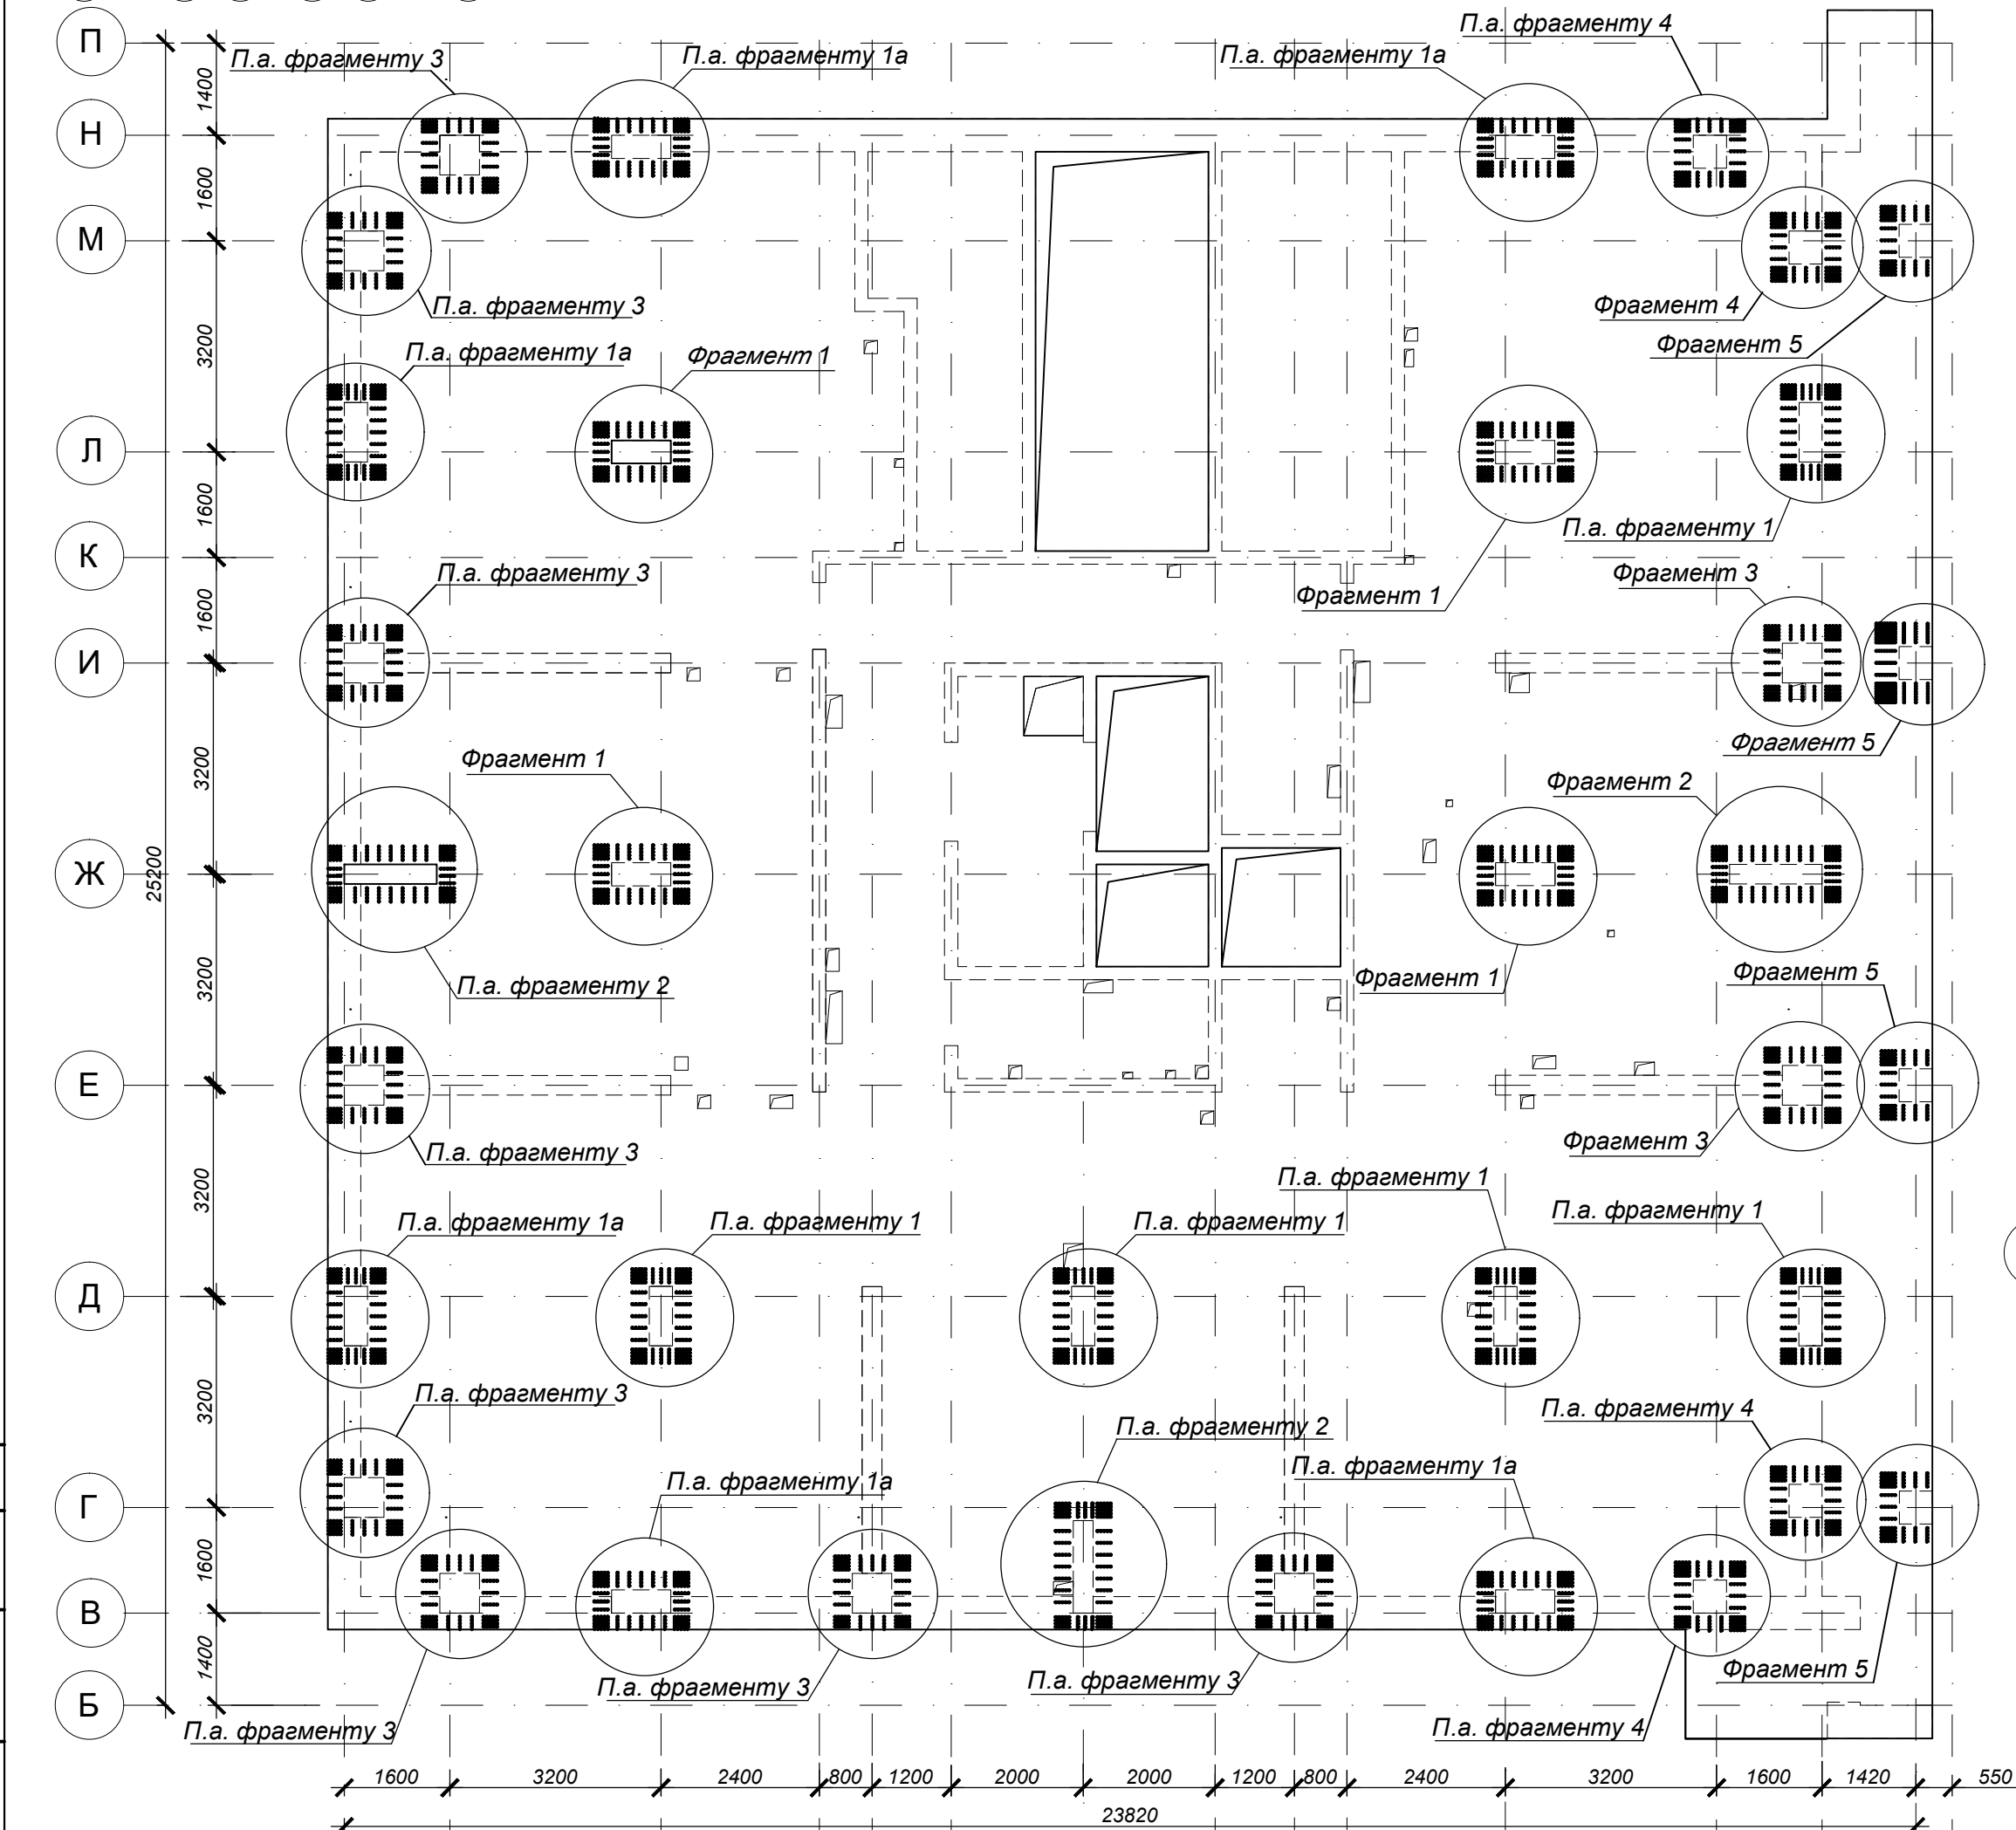 П
Н
М
Л
К
И
Ж
Е
Д
Г
В
Б
1400
1600
3200
1600
1600
3200
3200
3200
3200
1600
1400
25200
П.а. фрагменту 3
П.а. фрагменту 1а
П.а. фрагменту 1а
П.а. фрагменту 4
П.а. фрагменту 3
Фрагмент 4
Фрагмент 5
П.а. фрагменту 1а
Фрагмент 1
П.а. фрагменту 1
Фрагмент 1
П.а. фрагменту 3
Фрагмент 3
Фрагмент 5
Фрагмент 1
Фрагмент 2
П.а. фрагменту 2
Фрагмент 1
Фрагмент 5
П.а. фрагменту 3
Фрагмент 3
П.а. фрагменту 1а
П.а. фрагменту 1
П.а. фрагменту 1
П.а. фрагменту 1
П.а. фрагменту 1
П.а. фрагменту 3
П.а. фрагменту 2
П.а. фрагменту 4
П.а. фрагменту 1а
П.а. фрагменту 1а
П.а. фрагменту 3
П.а. фрагменту 3
П.а. фрагменту 3
П.а. фрагменту 4
Фрагмент 5
1600
3200
2400
800
1200
2000
2000
1200
800
2400
3200
1600
1420
550
23820